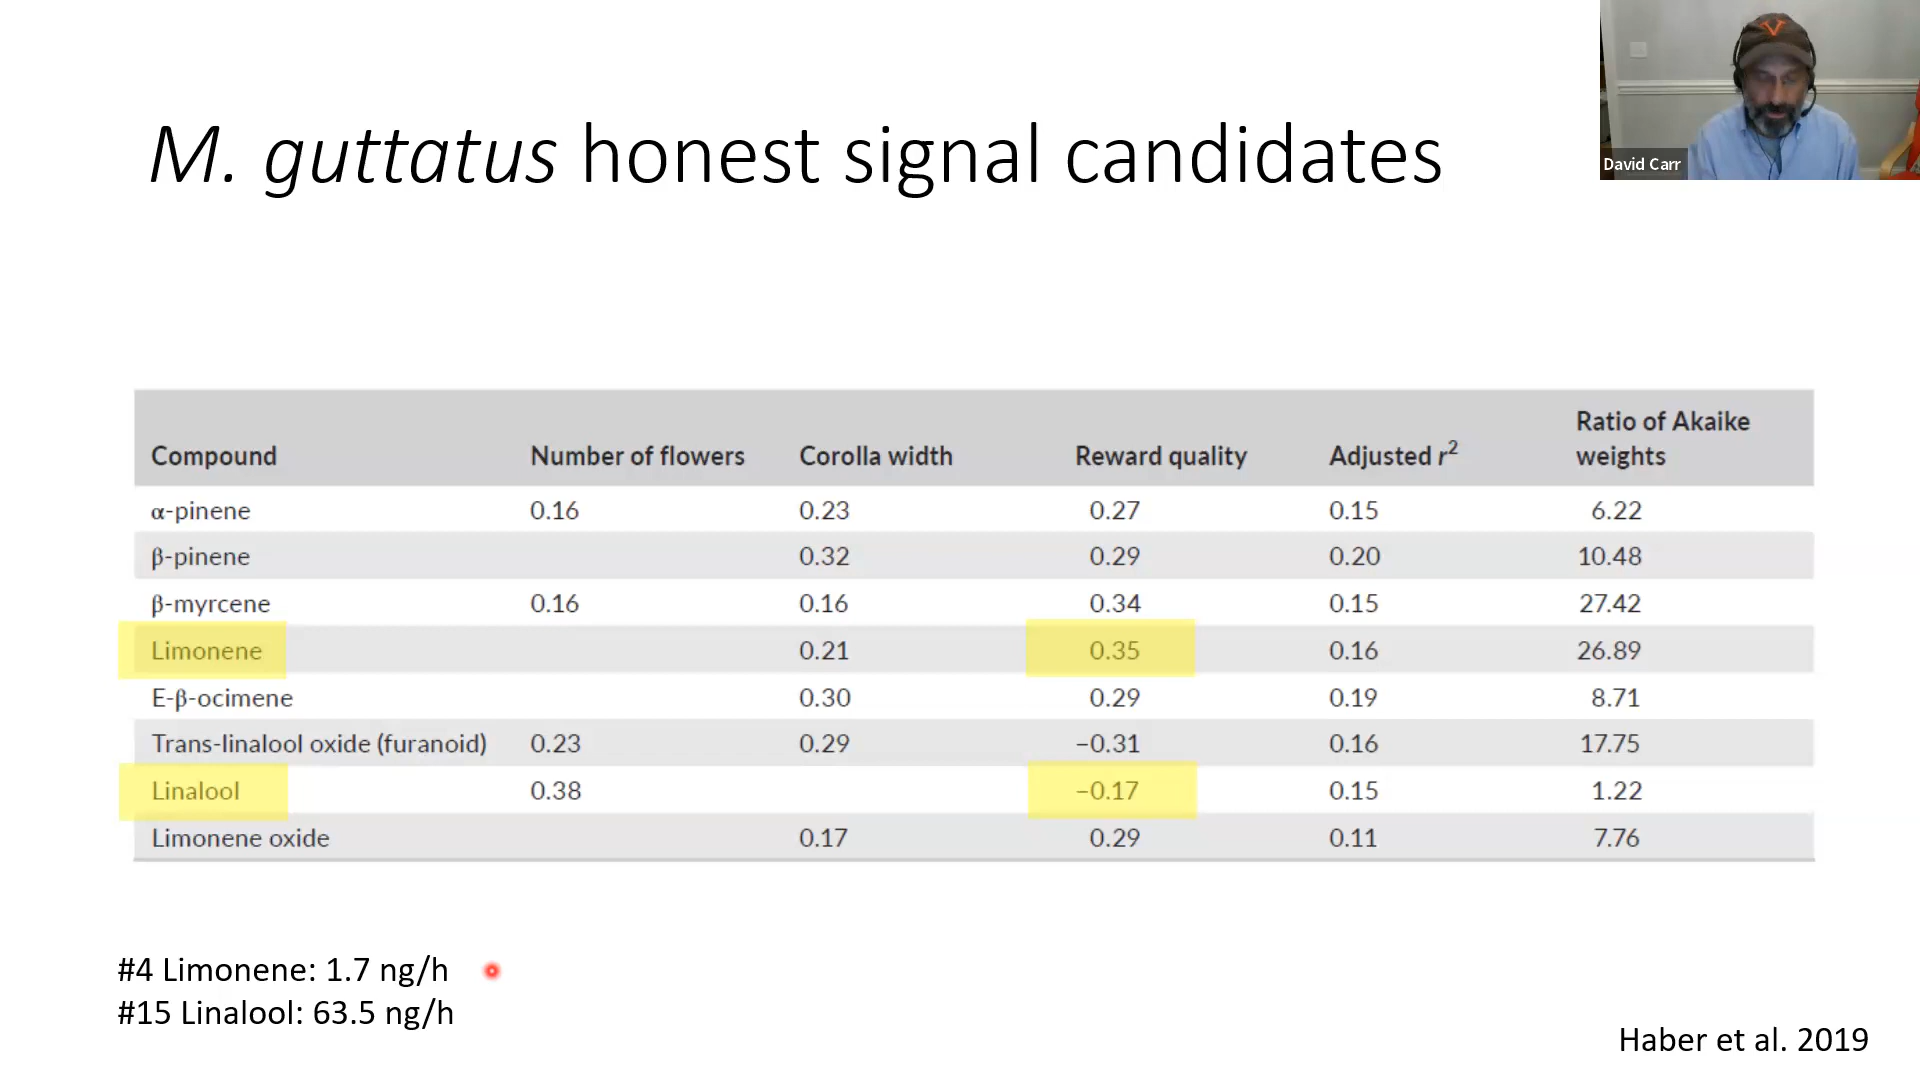 M. guttatus honest signal candidates
V
David Carr
Compound Number of flowers Corolla width Reward quality Adjusted r² Ratio of Akaike weights
α-pinene 0.16 0.23 0.27 0.15 6.22
β-pinene 0.32 0.29 0.20 10.48
β-myrcene 0.16 0.16 0.34 0.15 27.42
Limonene 0.21 0.35 0.16 26.89
E-β-ocimene 0.30 0.29 0.19 8.71
Trans-linalool oxide (furanoid) 0.23 0.29 −0.31 0.16 17.75
Linalool 0.38 −0.17 0.15 1.22
Limonene oxide 0.17 0.29 0.11 7.76
#4 Limonene: 1.7 ng/h
#15 Linalool: 63.5 ng/h
Haber et al. 2019